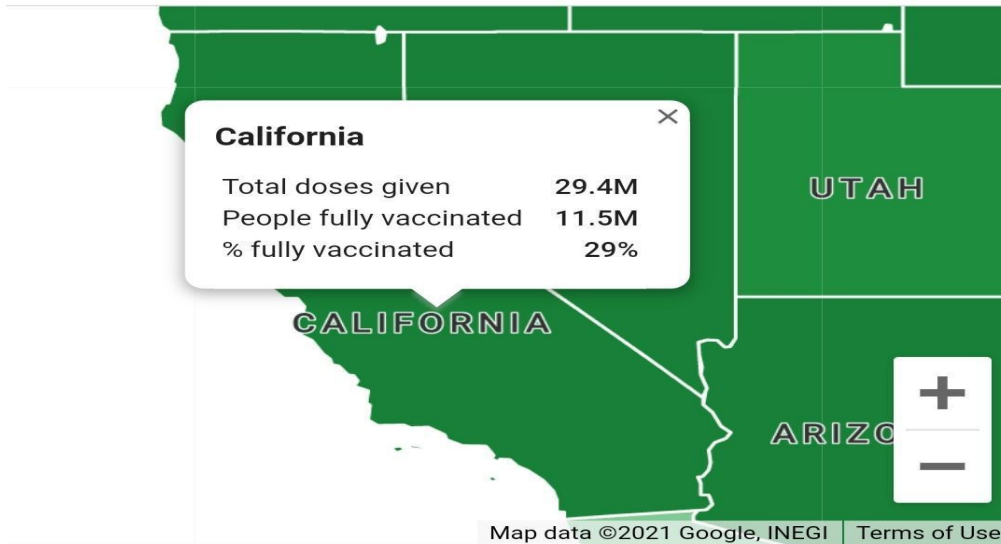 California
Total doses given 29.4M
People fully vaccinated 11.5M
% fully vaccinated 29%
UTAH
CALIFORNIA
ARIZO
Map data ©2021 Google, INEGI Terms of Use